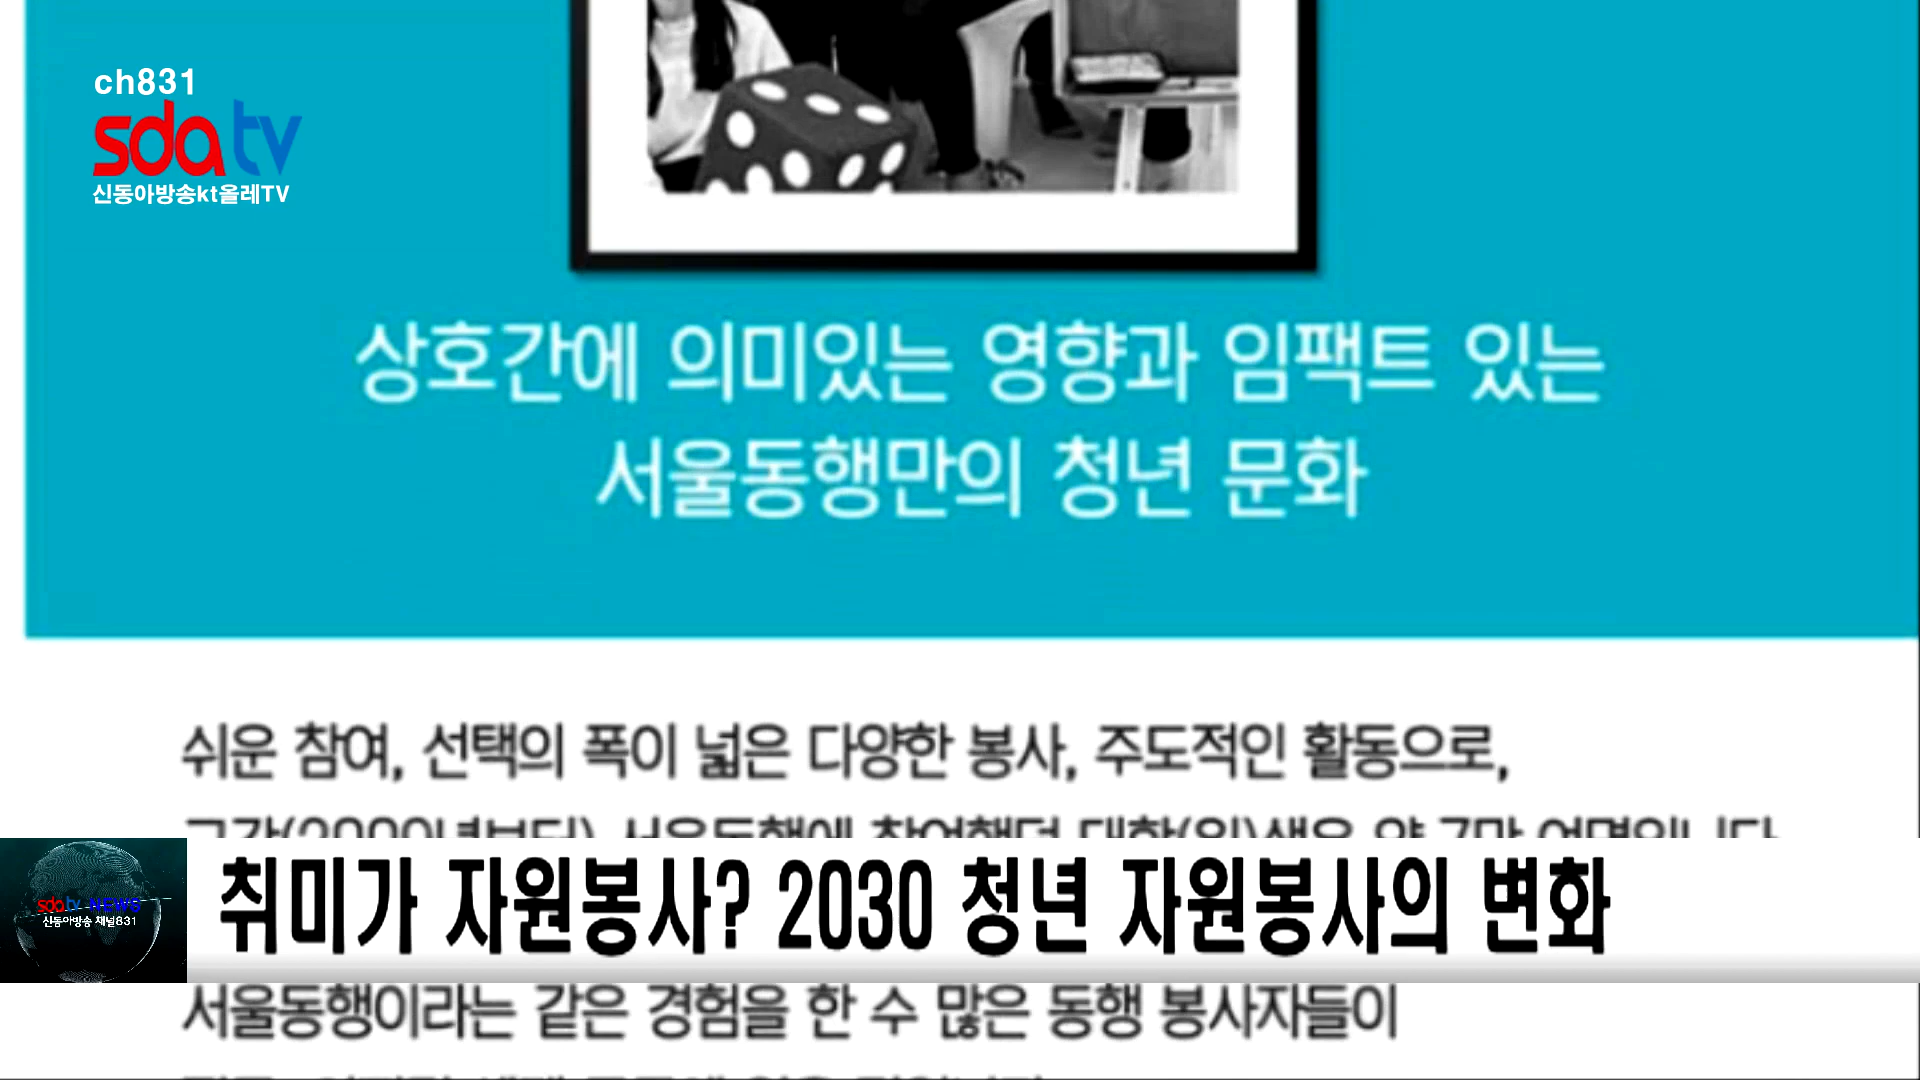 ch831
sda tv
신동아방송kt올레TV
상호간에 의미있는 영향과 임팩트 있는
서울동행만의 청년 문화
쉬운 참여, 선택의 폭이 넓은 다양한 봉사, 주도적인 활동으로,
sda tv NEWS
신동아방송 채널831
취미가 자원봉사? 2030 청년 자원봉사의 변화
서울동행이라는 같은 경험을 한 수 많은 동행 봉사자들이